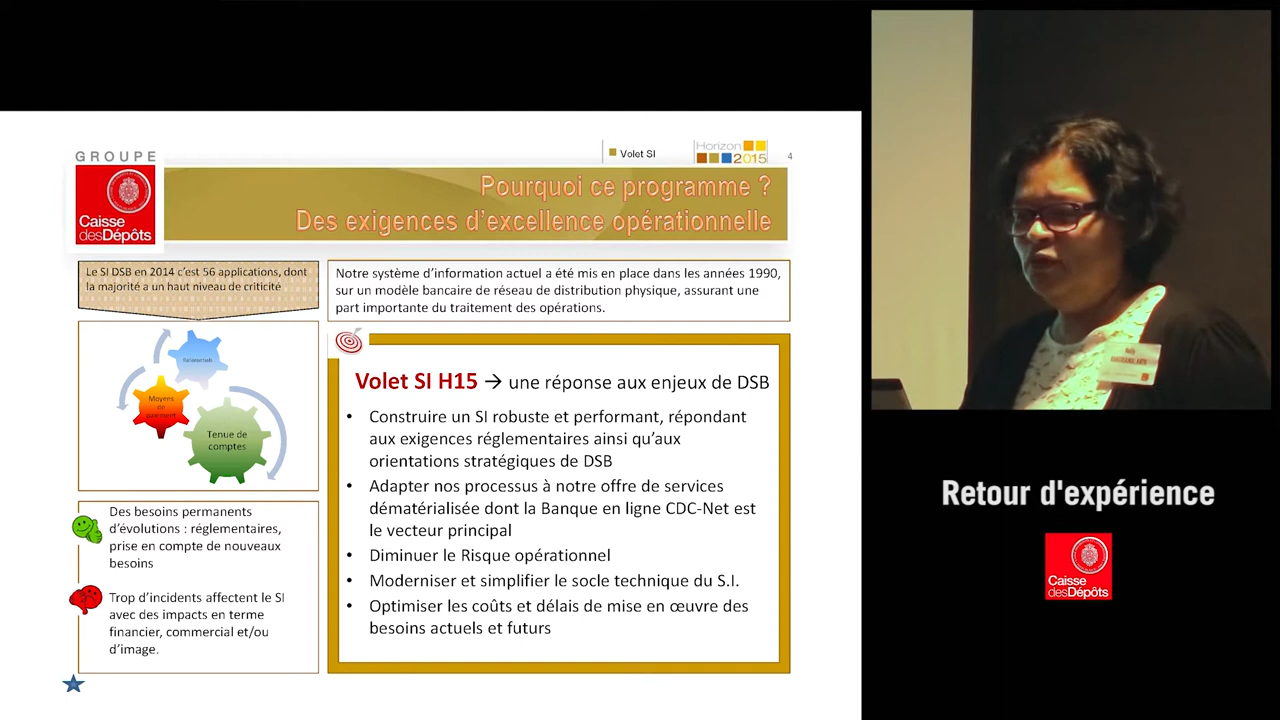 GROUPE
Caisse
desDépôts
Volet SI
Horizon
2015
4
Pourquoi ce programme ?
Des exigences d'excellence opérationnelle
Le SI DSB en 2014 c'est 56 applications, dont
la majorité a un haut niveau de criticité
Notre système d'information actuel a été mis en place dans les années 1990,
sur un modèle bancaire de réseau de distribution physique, assurant une
part importante du traitement des opérations.
Moyens
de
paiement
Tenue de
comptes
Volet SI H15 → une réponse aux enjeux de DSB
• Construire un SI robuste et performant, répondant
aux exigences réglementaires ainsi qu'aux
orientations stratégiques de DSB
• Adapter nos processus à notre offre de services
dématérialisée dont la Banque en ligne CDC-Net est
le vecteur principal
• Diminuer le Risque opérationnel
• Moderniser et simplifier le socle technique du S.I.
• Optimiser les coûts et délais de mise en œuvre des
besoins actuels et futurs
Des besoins permanents
d'évolutions : réglementaires,
prise en compte de nouveaux
besoins
Trop d'incidents affectent le SI
avec des impacts en terme
financier, commercial et/ou
d'image.
Retour d'expérience
Caisse
desDépôts